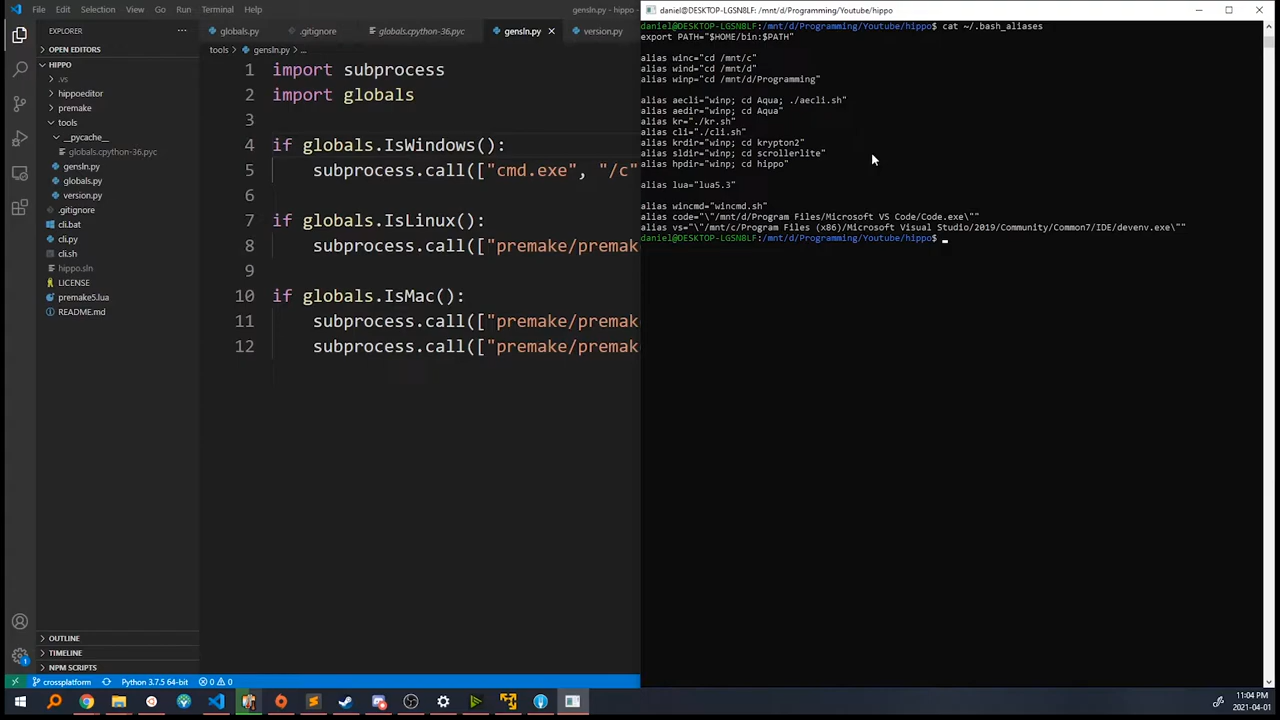 File Edit Selection View Go Run Terminal Help
gensln.py - hippo -
EXPLORER
OPEN EDITORS
HIPPO
.vs
hippoeditor
premake
tools
__pycache__
globals.cpython-36.pyc
gensln.py
globals.py
version.py
.gitignore
cli.bat
cli.py
cli.sh
hippo.sln
LICENSE
premake5.lua
README.md
OUTLINE
TIMELINE
NPM SCRIPTS
globals.py .gitignore globals.cpython-36.pyc gensln.py version.py
tools > gensln.py > ...
1 import subprocess
2 import globals
3
4 if globals.IsWindows():
5 subprocess.call(["cmd.exe", "/c"
6
7 if globals.IsLinux():
8 subprocess.call(["premake/premak
9
10 if globals.IsMac():
11 subprocess.call(["premake/premak
12 subprocess.call(["premake/premak
daniel@DESKTOP-LGSN8LF: /mnt/d/Programming/Youtube/hippo
daniel@DESKTOP-LGSN8LF:/mnt/d/Programming/Youtube/hippo$ cat ~/.bash_aliases
export PATH="$HOME/bin:$PATH"
alias winc="cd /mnt/c"
alias wind="cd /mnt/d"
alias winp="cd /mnt/d/Programming"
alias aecli="winp; cd Aqua; ./aecli.sh"
alias aedir="winp; cd Aqua"
alias kr="./kr.sh"
alias cli="./cli.sh"
alias krdir="winp; cd krypton2"
alias sldir="winp; cd scrollerlite"
alias hpdir="winp; cd hippo"
alias lua="lua5.3"
alias wincmd="wincmd.sh"
alias code="\"/mnt/d/Program Files/Microsoft VS Code/Code.exe\""
alias vs="\"/mnt/c/Program Files (x86)/Microsoft Visual Studio/2019/Community/Common7/IDE/devenv.exe\""
daniel@DESKTOP-LGSN8LF:/mnt/d/Programming/Youtube/hippo$
crossplatform Python 3.7.5 64-bit 0 0
1
11:04 PM
2021-04-01